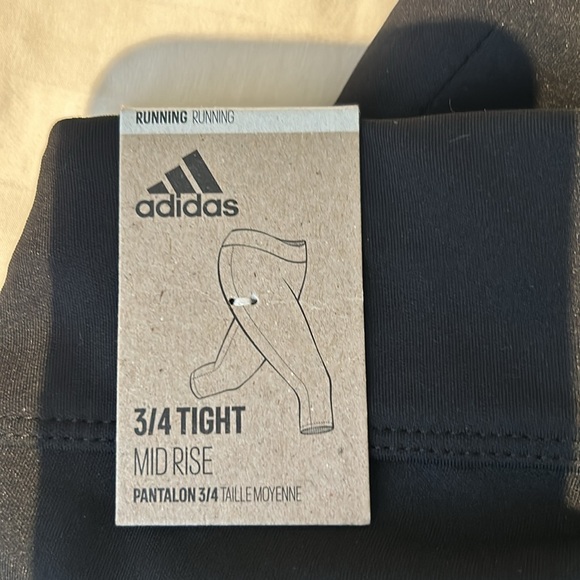 RUNNING RUNNING
adidas
3/4 TIGHT
MID RISE
PANTALON 3/4 TAILLE MOYENNE